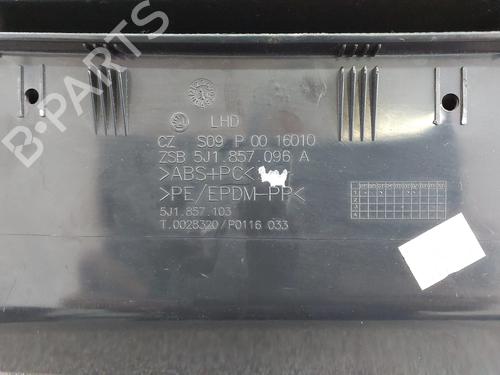 B-PARTS
LHD
CZ S09 P 00 16010
ZSB 5J1.857.096 A
>ABS+PC<
>PE/EPDM-PP<
5J1.857.103
T.0028320/P0116 033